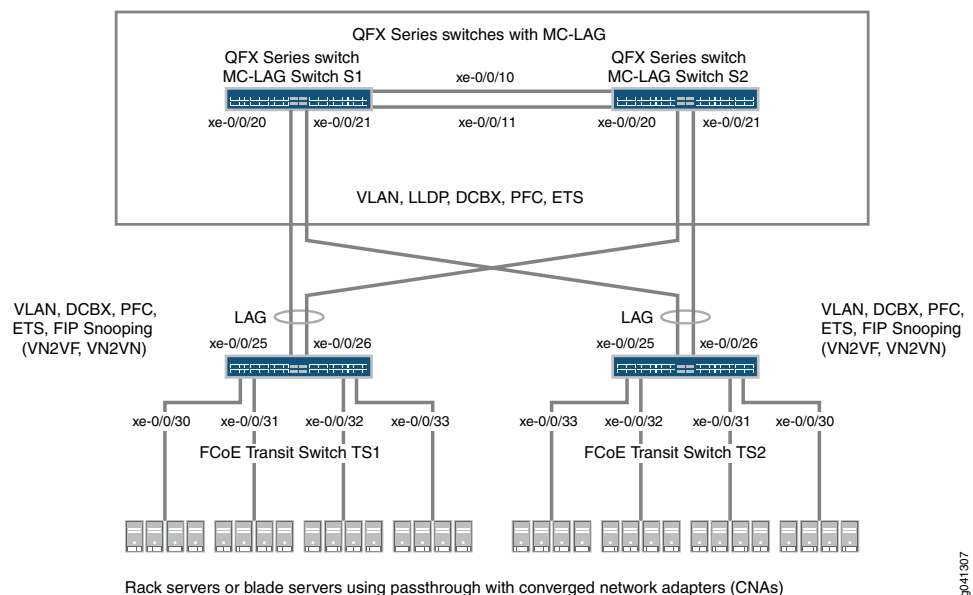 QFX Series switches with MC-LAG
QFX Series switch
MC-LAG Switch S1
xe-0/0/10
QFX Series switch
MC-LAG Switch S2
xe-0/0/20
xe-0/0/21
xe-0/0/11
xe-0/0/20
xe-0/0/21
VLAN, LLDP, DCBX, PFC, ETS
VLAN, DCBX, PFC,
ETS, FIP Snooping
(VN2VF, VN2VN)
LAG
LAG
VLAN, DCBX, PFC,
ETS, FIP Snooping
(VN2VF, VN2VN)
xe-0/0/25
xe-0/0/26
xe-0/0/25
xe-0/0/26
xe-0/0/30
xe-0/0/31
xe-0/0/32
xe-0/0/33
xe-0/0/33
xe-0/0/32
xe-0/0/31
xe-0/0/30
FCoE Transit Switch TS1
FCoE Transit Switch TS2
Rack servers or blade servers using passthrough with converged network adapters (CNAs)
g041307